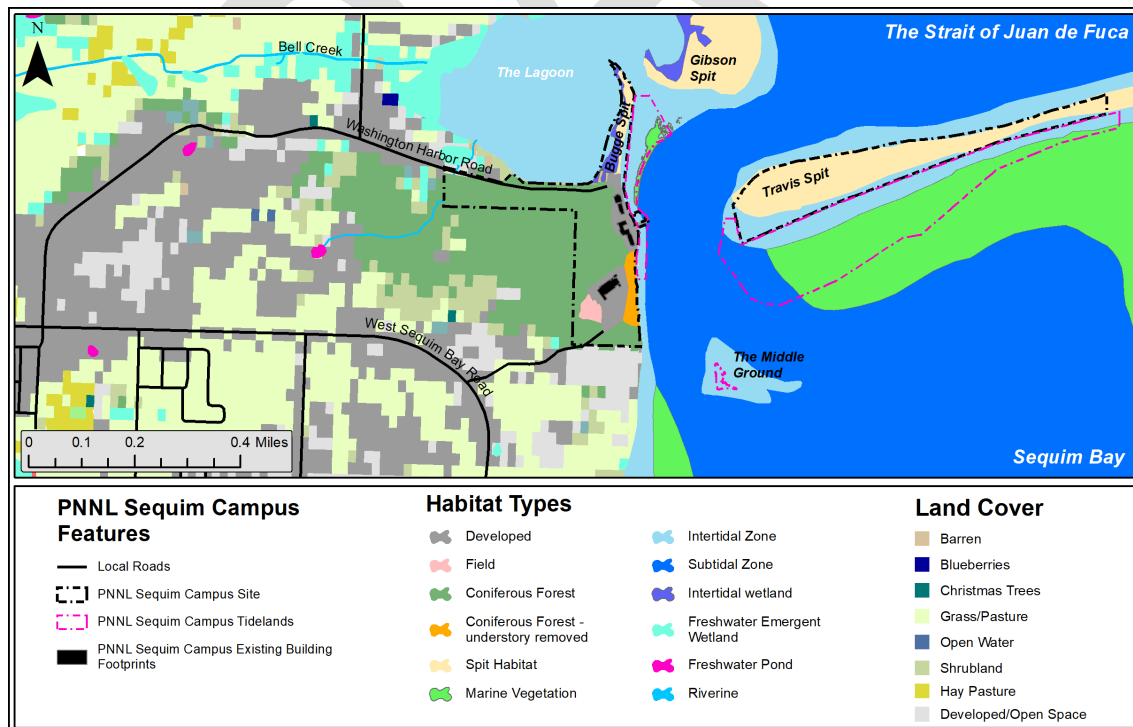 The Strait of Juan de Fuca
N
Bell Creek
The Lagoon
Gibson
Spit
Washington Harbor Road
Bugge Spit
Travis Spit
West Sequim Bay Road
The Middle
Ground
0 0.1 0.2 0.4 Miles
Sequim Bay
PNNL Sequim Campus
Features
Local Roads
PNNL Sequim Campus Site
PNNL Sequim Campus Tidelands
PNNL Sequim Campus Existing Building
Footprints
Habitat Types
Developed
Field
Coniferous Forest
Coniferous Forest -
understory removed
Spit Habitat
Marine Vegetation
Intertidal Zone
Subtidal Zone
Intertidal wetland
Freshwater Emergent
Wetland
Freshwater Pond
Riverine
Land Cover
Barren
Blueberries
Christmas Trees
Grass/Pasture
Open Water
Shrubland
Hay Pasture
Developed/Open Space